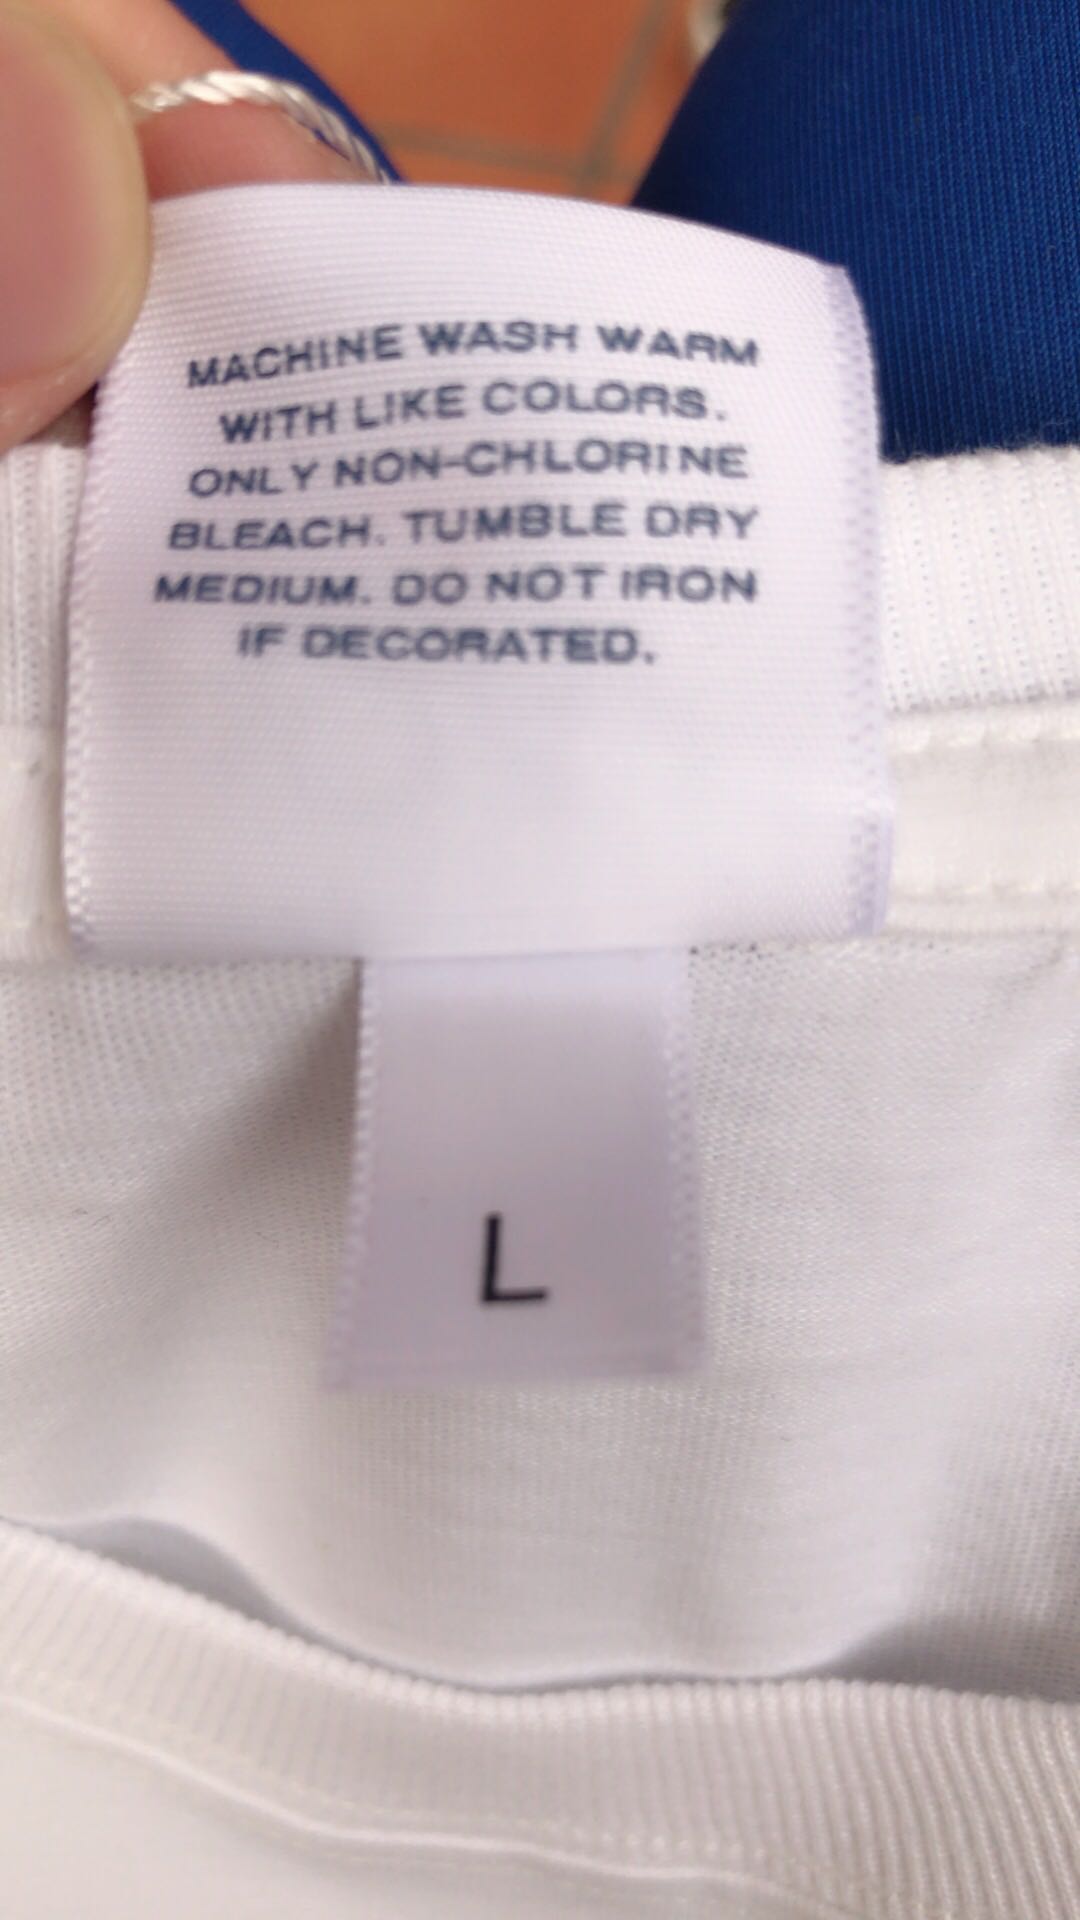 MACHINE WASH WARM
WITH LIKE COLORS.
ONLY NON-CHLORINE
BLEACH. TUMBLE DRY
MEDIUM. DO NOT IRON
IF DECORATED.
L